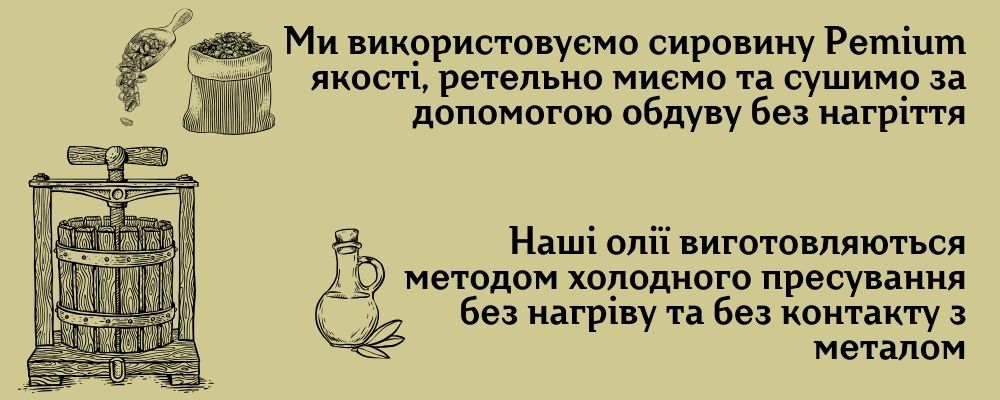 Ми використовуємо сировину Pemium
якості, ретельно миємо та сушимо за
допомогою обдуву без нагріття
Наші олії виготовляються
методом холодного пресування
без нагріву та без контакту з
металом